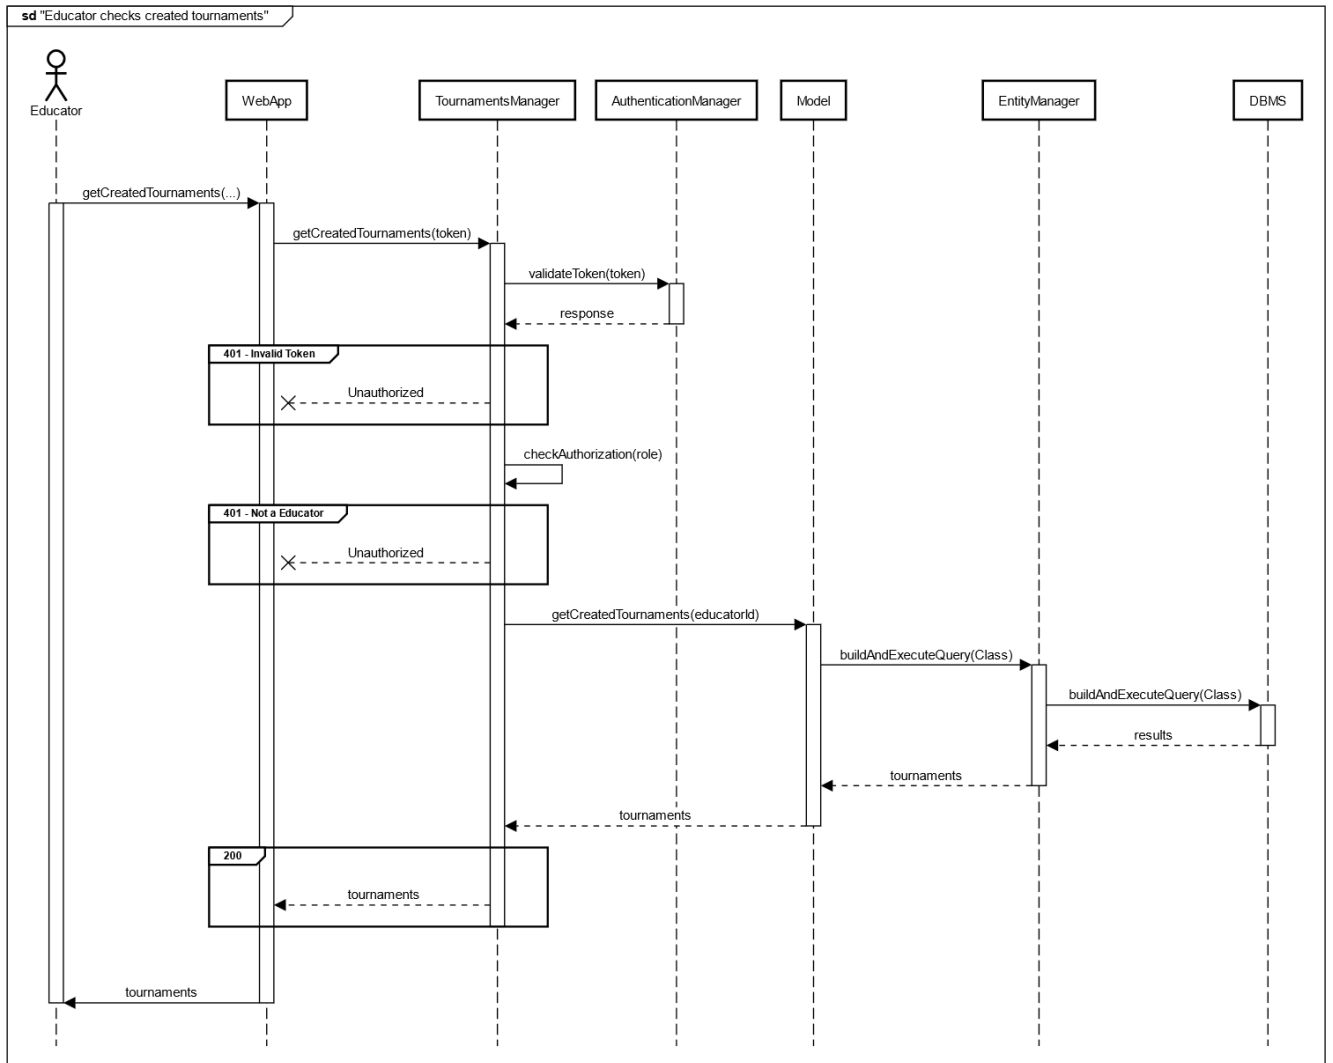 sd "Educator checks created tournaments"
Educator
WebApp
TournamentsManager
AuthenticationManager
Model
EntityManager
DBMS
getCreatedTournaments(...)
getCreatedTournaments(token)
validateToken(token)
response
401 - Invalid Token
Unauthorized
checkAuthorization(role)
401 - Not a Educator
Unauthorized
getCreatedTournaments(educatorId)
buildAndExecuteQuery(Class)
buildAndExecuteQuery(Class)
results
tournaments
tournaments
200
tournaments
tournaments